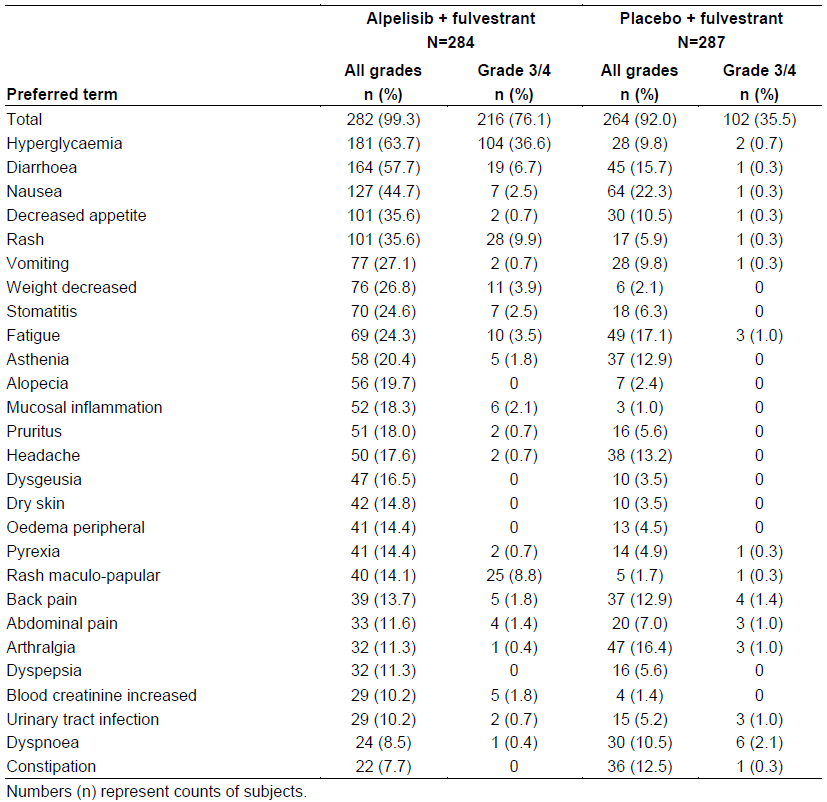 Alpelisib + fulvestrant Placebo + fulvestrant
N=284 N=287
All grades Grade 3/4 All grades Grade 3/4
Preferred term n (%) n (%) n (%) n (%)
Total 282 (99.3) 216 (76.1) 264 (92.0) 102 (35.5)
Hyperglycaemia 181 (63.7) 104 (36.6) 28 (9.8) 2 (0.7)
Diarrhoea 164 (57.7) 19 (6.7) 45 (15.7) 1 (0.3)
Nausea 127 (44.7) 7 (2.5) 64 (22.3) 1 (0.3)
Decreased appetite 101 (35.6) 2 (0.7) 30 (10.5) 1 (0.3)
Rash 101 (35.6) 28 (9.9) 17 (5.9) 1 (0.3)
Vomiting 77 (27.1) 2 (0.7) 28 (9.8) 1 (0.3)
Weight decreased 76 (26.8) 11 (3.9) 6 (2.1) 0
Stomatitis 70 (24.6) 7 (2.5) 18 (6.3) 0
Fatigue 69 (24.3) 10 (3.5) 49 (17.1) 3 (1.0)
Asthenia 58 (20.4) 5 (1.8) 37 (12.9) 0
Alopecia 56 (19.7) 0 7 (2.4) 0
Mucosal inflammation 52 (18.3) 6 (2.1) 3 (1.0) 0
Pruritus 51 (18.0) 2 (0.7) 16 (5.6) 0
Headache 50 (17.6) 2 (0.7) 38 (13.2) 0
Dysgeusia 47 (16.5) 0 10 (3.5) 0
Dry skin 42 (14.8) 0 10 (3.5) 0
Oedema peripheral 41 (14.4) 0 13 (4.5) 0
Pyrexia 41 (14.4) 2 (0.7) 14 (4.9) 1 (0.3)
Rash maculo-papular 40 (14.1) 25 (8.8) 5 (1.7) 1 (0.3)
Back pain 39 (13.7) 5 (1.8) 37 (12.9) 4 (1.4)
Abdominal pain 33 (11.6) 4 (1.4) 20 (7.0) 3 (1.0)
Arthralgia 32 (11.3) 1 (0.4) 47 (16.4) 3 (1.0)
Dyspepsia 32 (11.3) 0 16 (5.6) 0
Blood creatinine increased 29 (10.2) 5 (1.8) 4 (1.4) 0
Urinary tract infection 29 (10.2) 2 (0.7) 15 (5.2) 3 (1.0)
Dyspnoea 24 (8.5) 1 (0.4) 30 (10.5) 6 (2.1)
Constipation 22 (7.7) 0 36 (12.5) 1 (0.3)
Numbers (n) represent counts of subjects.